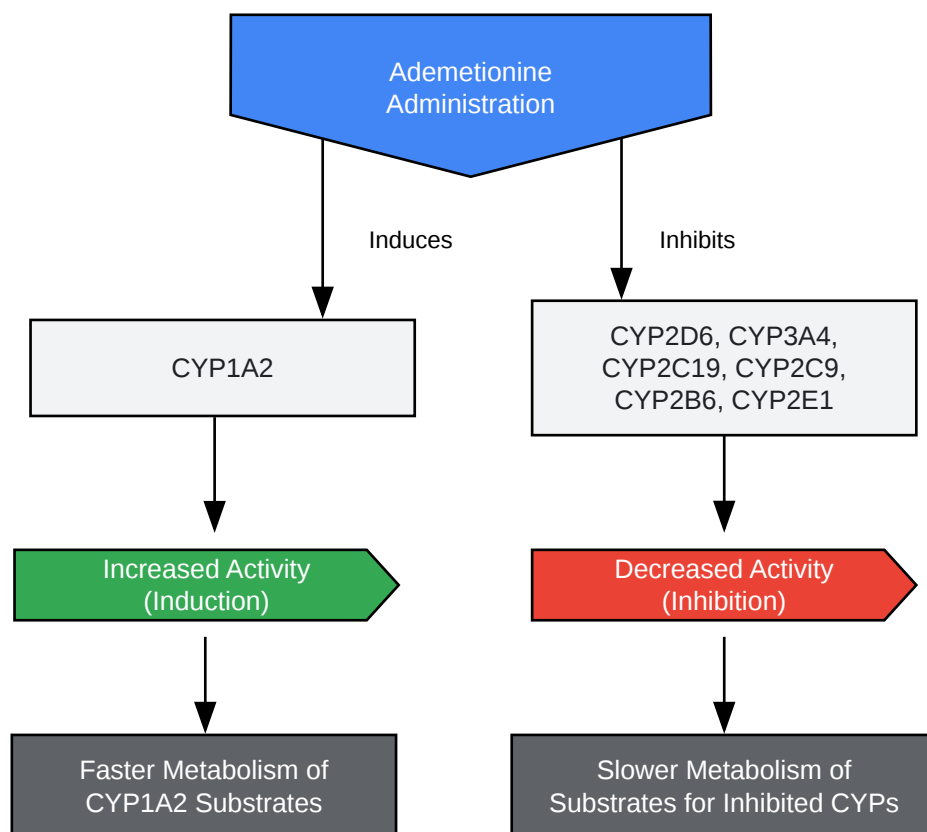 Ademetionine
Administration
Induces
Inhibits
CYP1A2
CYP2D6, CYP3A4,
CYP2C19, CYP2C9,
CYP2B6, CYP2E1
Increased Activity
(Induction)
Decreased Activity
(Inhibition)
Faster Metabolism of
CYP1A2 Substrates
Slower Metabolism of
Substrates for Inhibited CYPs